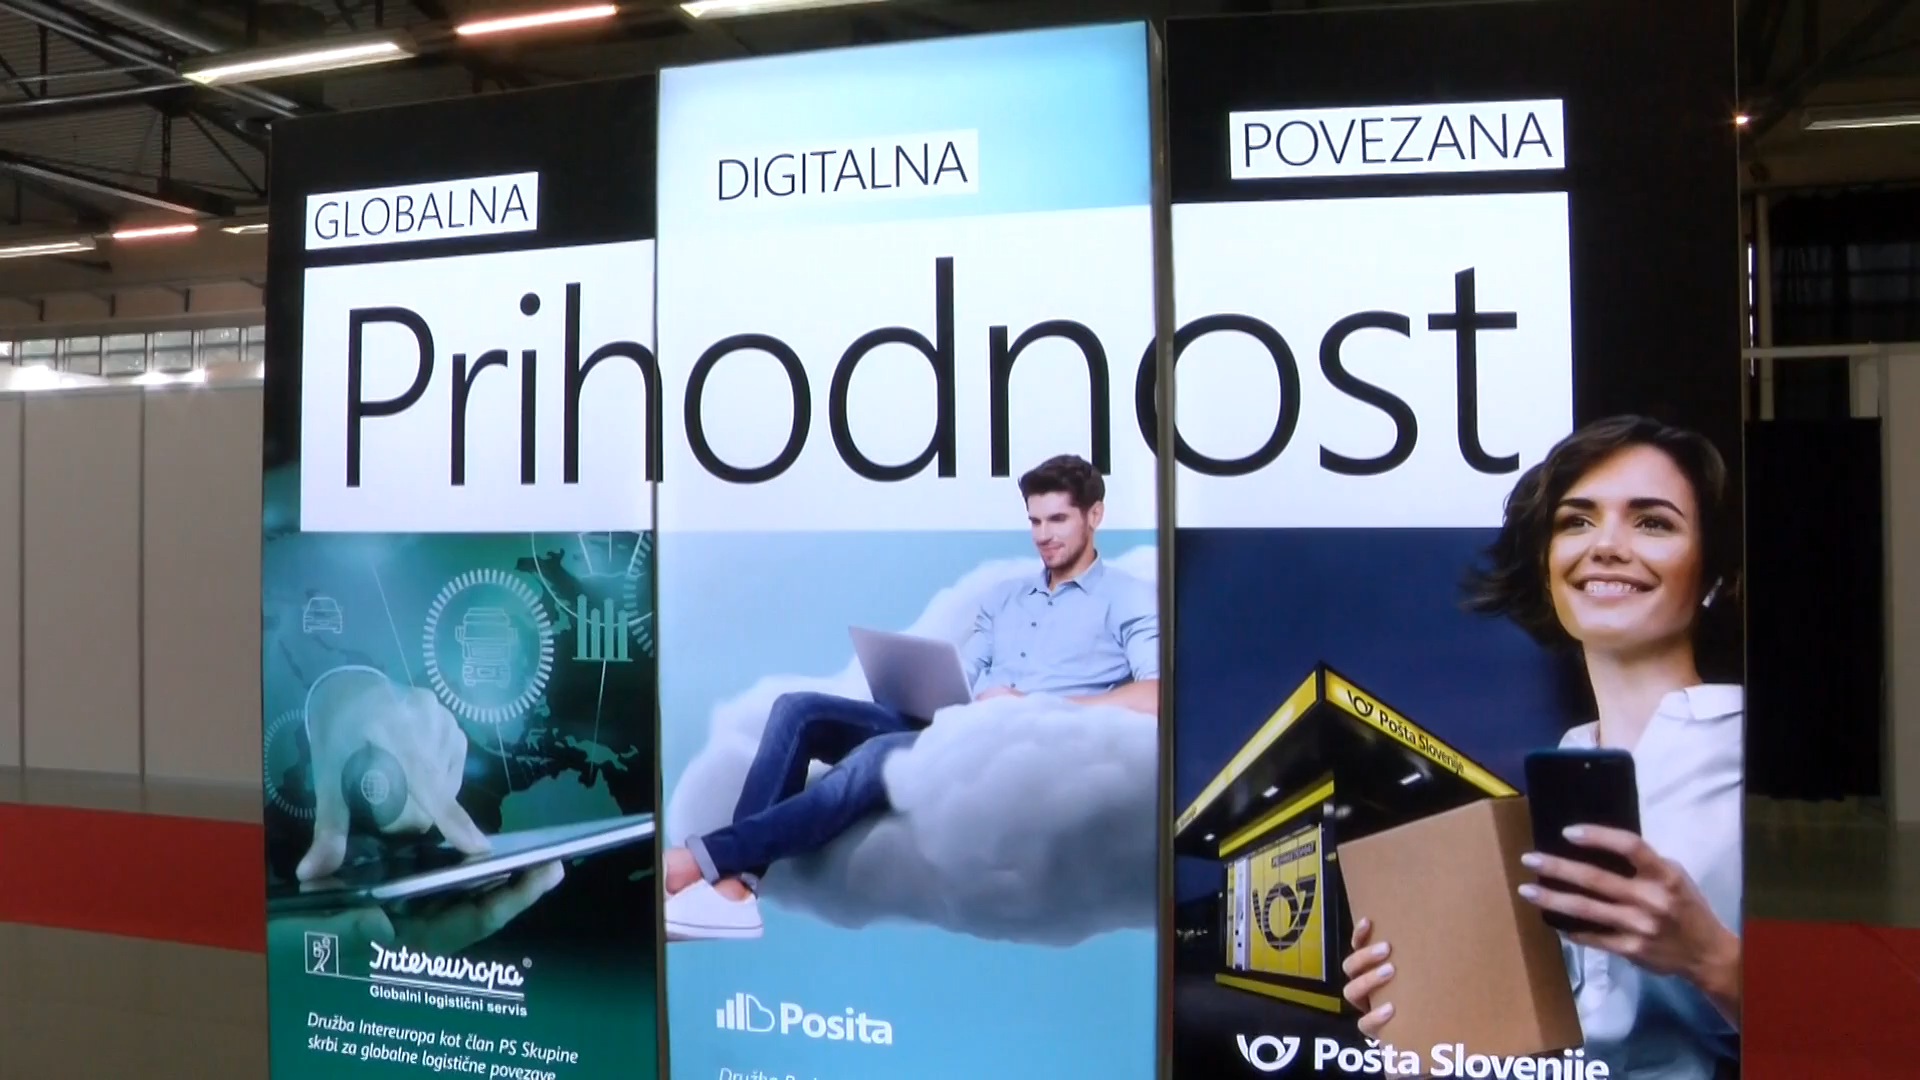 GLOBALNA
DIGITALNA
POVEZANA
Prihodnost
Intereuropa®
Globalni logistični servis
Družba Intereuropa kot član PS Skupine
skrbi za globalne logistične povezave
Posita
Družba
Pošta Slovenije
Pošta Slovenije